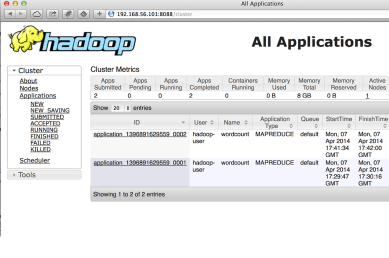 All Applications
192.168.56.101:8088/cluster
hadoop
All Applications
Cluster
About
Nodes
Applications
NEW
NEW_SAVING
SUBMITTED
ACCEPTED
RUNNING
FINISHED
FAILED
KILLED
Scheduler
Tools
Cluster Metrics
Apps Submitted Apps Pending Apps Running Apps Completed Containers Running Memory Used Memory Total Memory Reserved Active Nodes
2 0 0 2 0 0 B 8 GB 0 B 1
Show 20 entries
ID User Name Application Type Queue StartTime FinishTime
application_1396891629559_0002 hadoop-user wordcount MAPREDUCE default Mon, 07 Apr 2014 17:41:34 GMT Mon, 07 Apr 2014 17:42:00 GMT
application_1396891629559_0001 hadoop-user wordcount MAPREDUCE default Mon, 07 Apr 2014 17:29:47 GMT Mon, 07 Apr 2014 17:30:16 GMT
Showing 1 to 2 of 2 entries